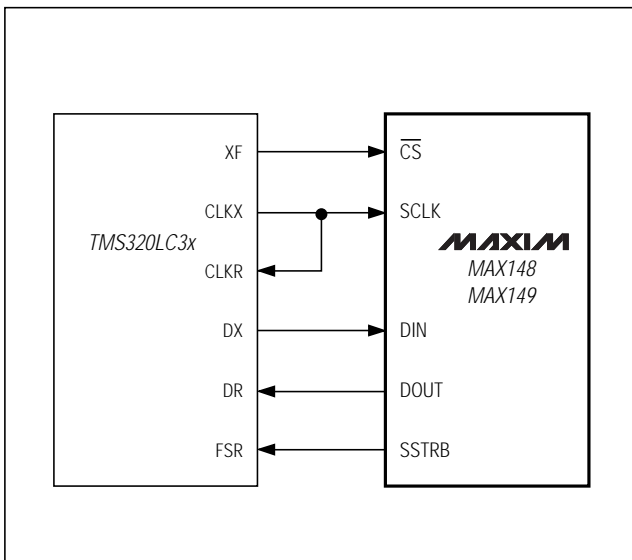 XF
CLKX
TMS320LC3x
CLKR
DX
DR
FSR
CS
SCLK
MAXIM
MAX148
MAX149
DIN
DOUT
SSTRB